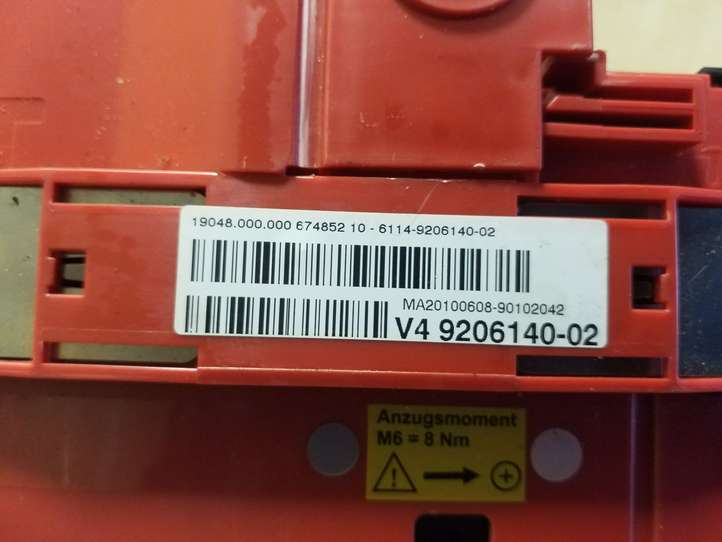 19048.000.000 674852 10 - 6114-9206140-02
MA20100608-90102042
V4 9206140-02
Anzugsmoment
M6 = 8 Nm